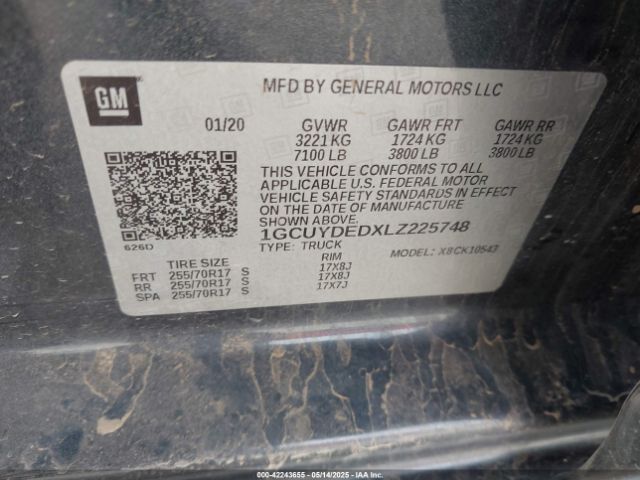 GM
MFD BY GENERAL MOTORS LLC
01/20 GVWR GAWR FRT GAWR RR
3221 KG 1724 KG 1724 KG
7100 LB 3800 LB 3800 LB
THIS VEHICLE CONFORMS TO ALL
APPLICABLE U.S. FEDERAL MOTOR
VEHICLE SAFETY STANDARDS IN EFFECT
ON THE DATE OF MANUFACTURE
SHOWN ABOVE.
1GCUYDEDXLZ225748
626D
TYPE: TRUCK MODEL: X8CK10543
TIRE SIZE RIM
FRT 255/70R17 S 17X8J
RR 255/70R17 S 17X8J
SPA 255/70R17 S 17X7J
000-42243655 - 05/14/2025 - IAAI.COM